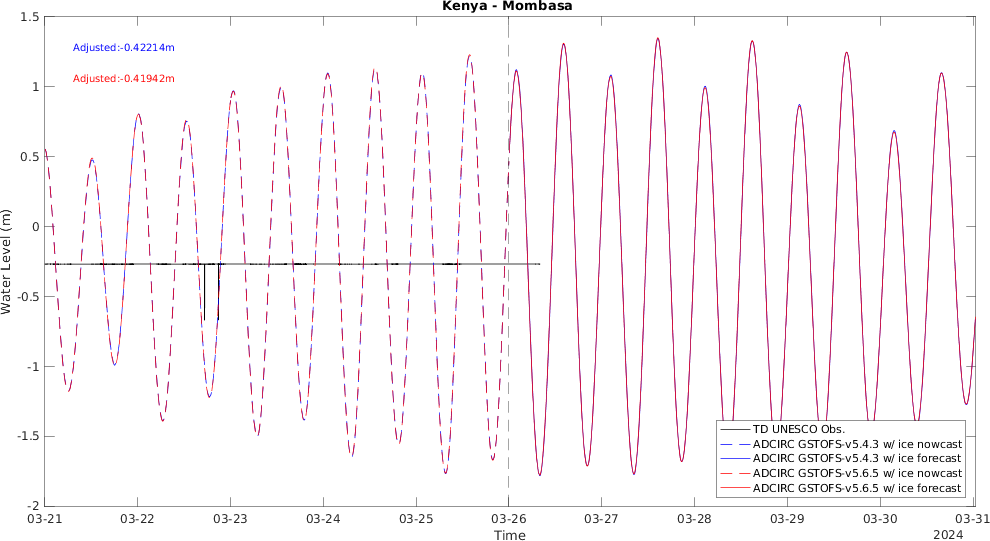 Kenya - Mombasa
1.5
Adjusted:-0.42214m
1
Adjusted:-0.41942m
0.5
0
Water Level (m)
-0.5
-1
-1.5
-2
TD UNESCO Obs.
ADCIRC GSTOFS-v5.4.3 w/ ice nowcast
ADCIRC GSTOFS-v5.4.3 w/ ice forecast
ADCIRC GSTOFS-v5.6.5 w/ ice nowcast
ADCIRC GSTOFS-v5.6.5 w/ ice forecast
03-21 03-22 03-23 03-24 03-25 03-26 03-27 03-28 03-29 03-30 03-31
Time
2024